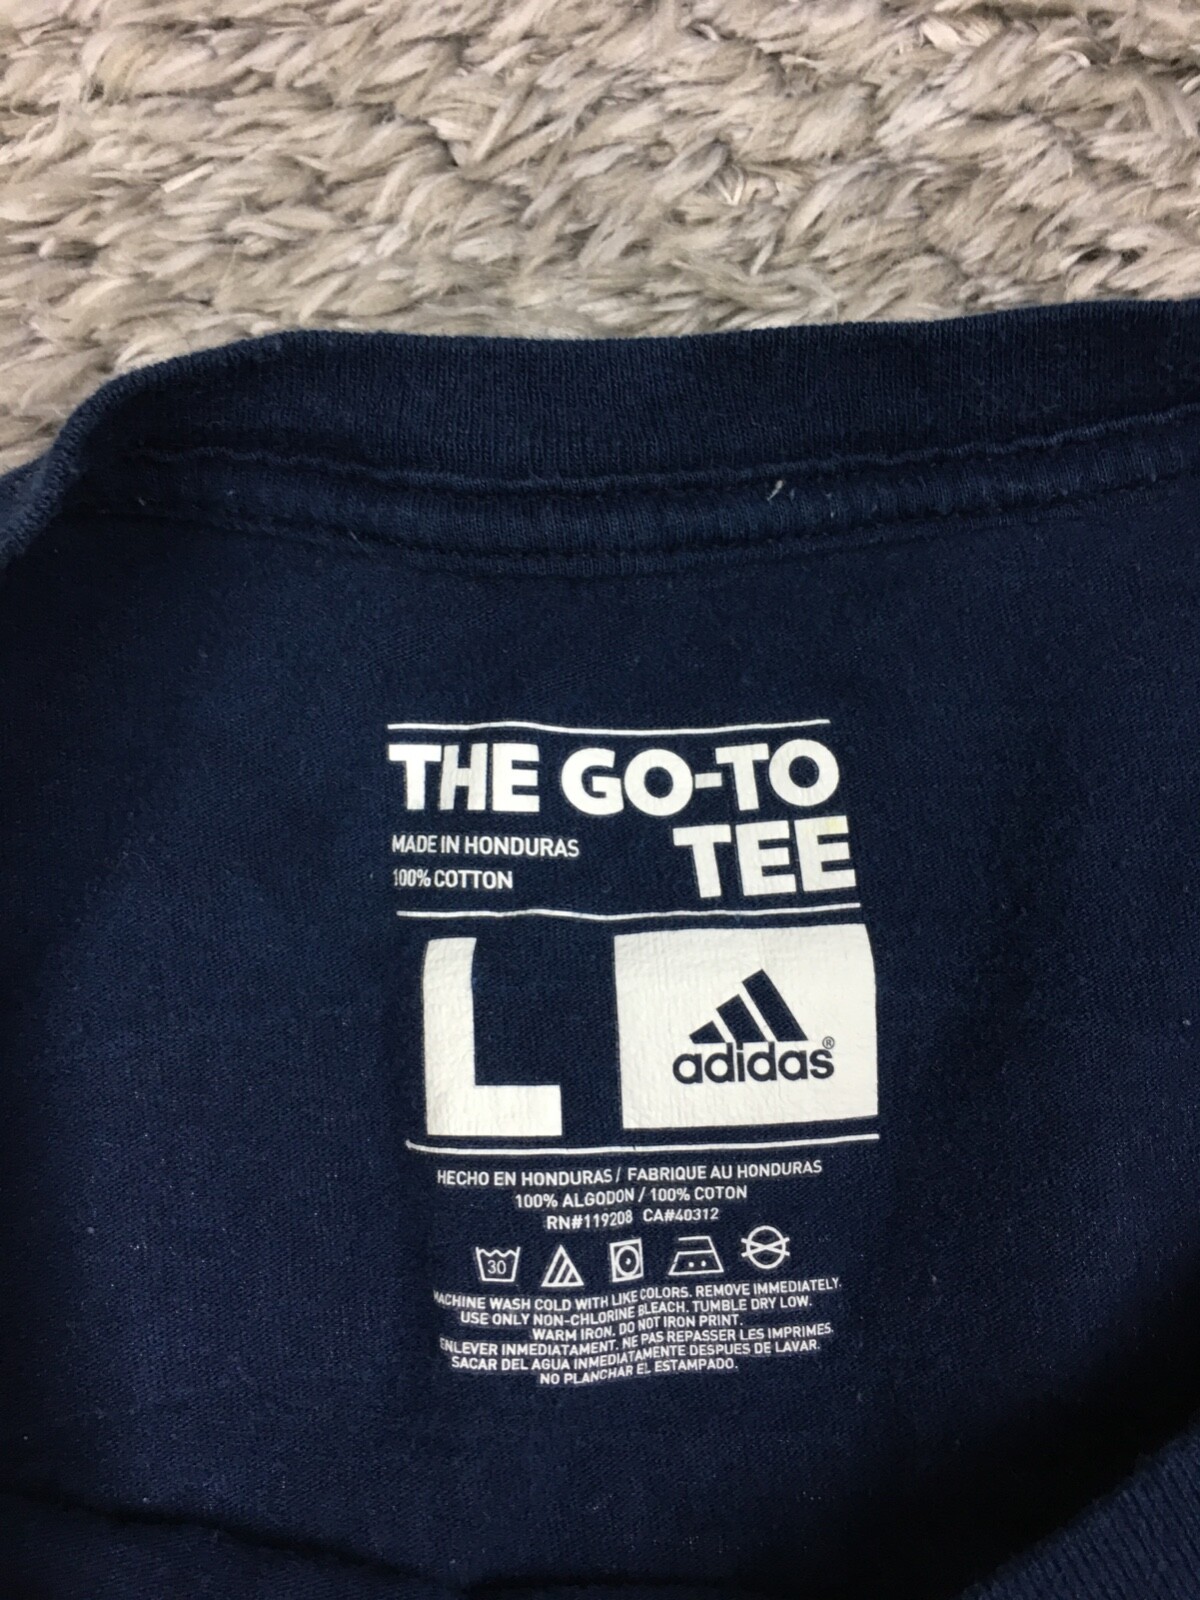 THE GO-TO
TEE
MADE IN HONDURAS
100% COTTON
L
adidas®
HECHO EN HONDURAS / FABRIQUE AU HONDURAS
100% ALGODON / 100% COTON
RN#119208 CA#40312
30
MACHINE WASH COLD WITH LIKE COLORS. REMOVE IMMEDIATELY.
USE ONLY NON-CHLORINE BLEACH. TUMBLE DRY LOW.
WARM IRON. DO NOT IRON PRINT.
ENLEVER INMEDIATAMENT. NE PAS REPASSER LES IMPRIMES.
SACAR DEL AGUA INMEDIATAMENTE DESPUES DE LAVAR.
NO PLANCHAR EL ESTAMPADO.